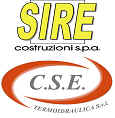 SIRE
costruzioni s.p.a.
C.S.E.
TERMOIDRAULICA S.r.l.